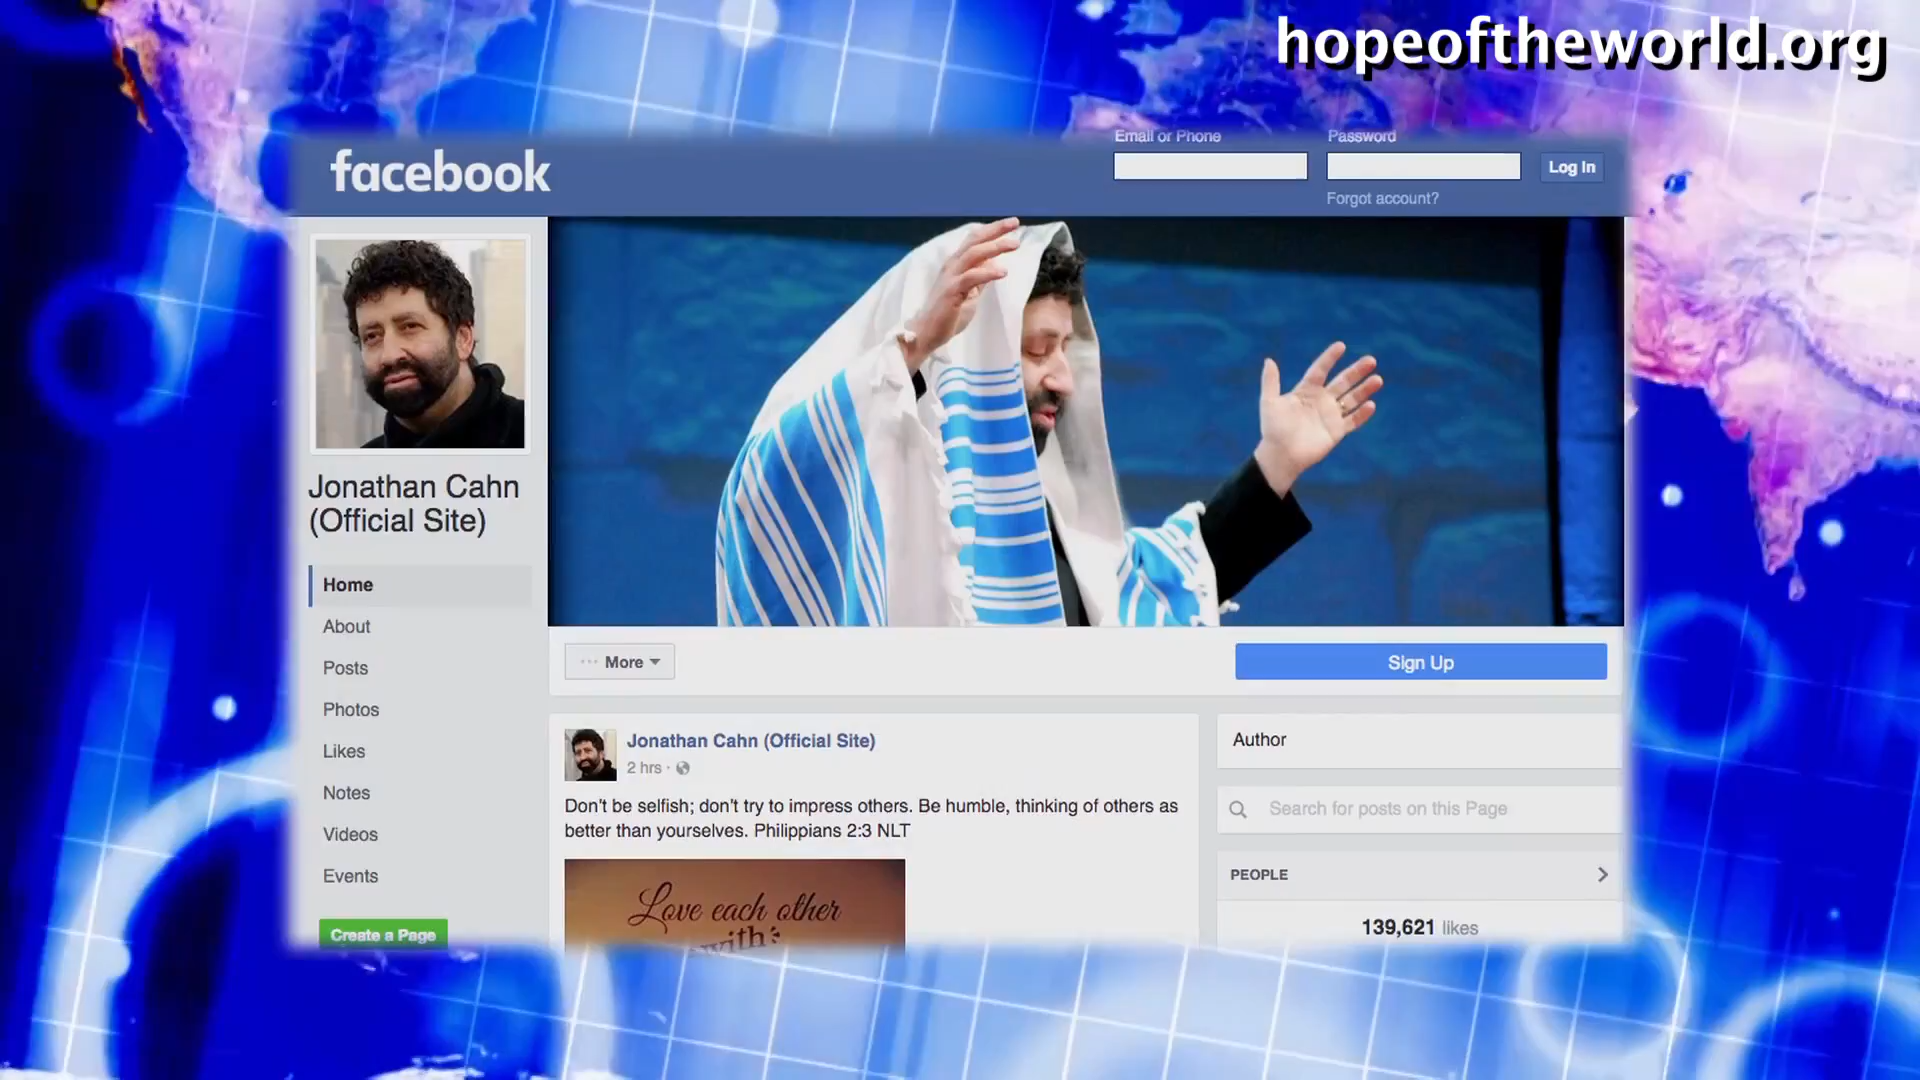 hopeoftheworld.org
facebook
Email or Phone
Password
Log In
Forgot account?
Jonathan Cahn
(Official Site)
Home
About
Posts
Photos
Likes
Notes
Videos
Events
Create a Page
More
Sign Up
Jonathan Cahn (Official Site)
2 hrs ·
Don't be selfish; don't try to impress others. Be humble, thinking of others as
better than yourselves. Philippians 2:3 NLT
Love each other
with
Author
Search for posts on this Page
PEOPLE
139,621 likes